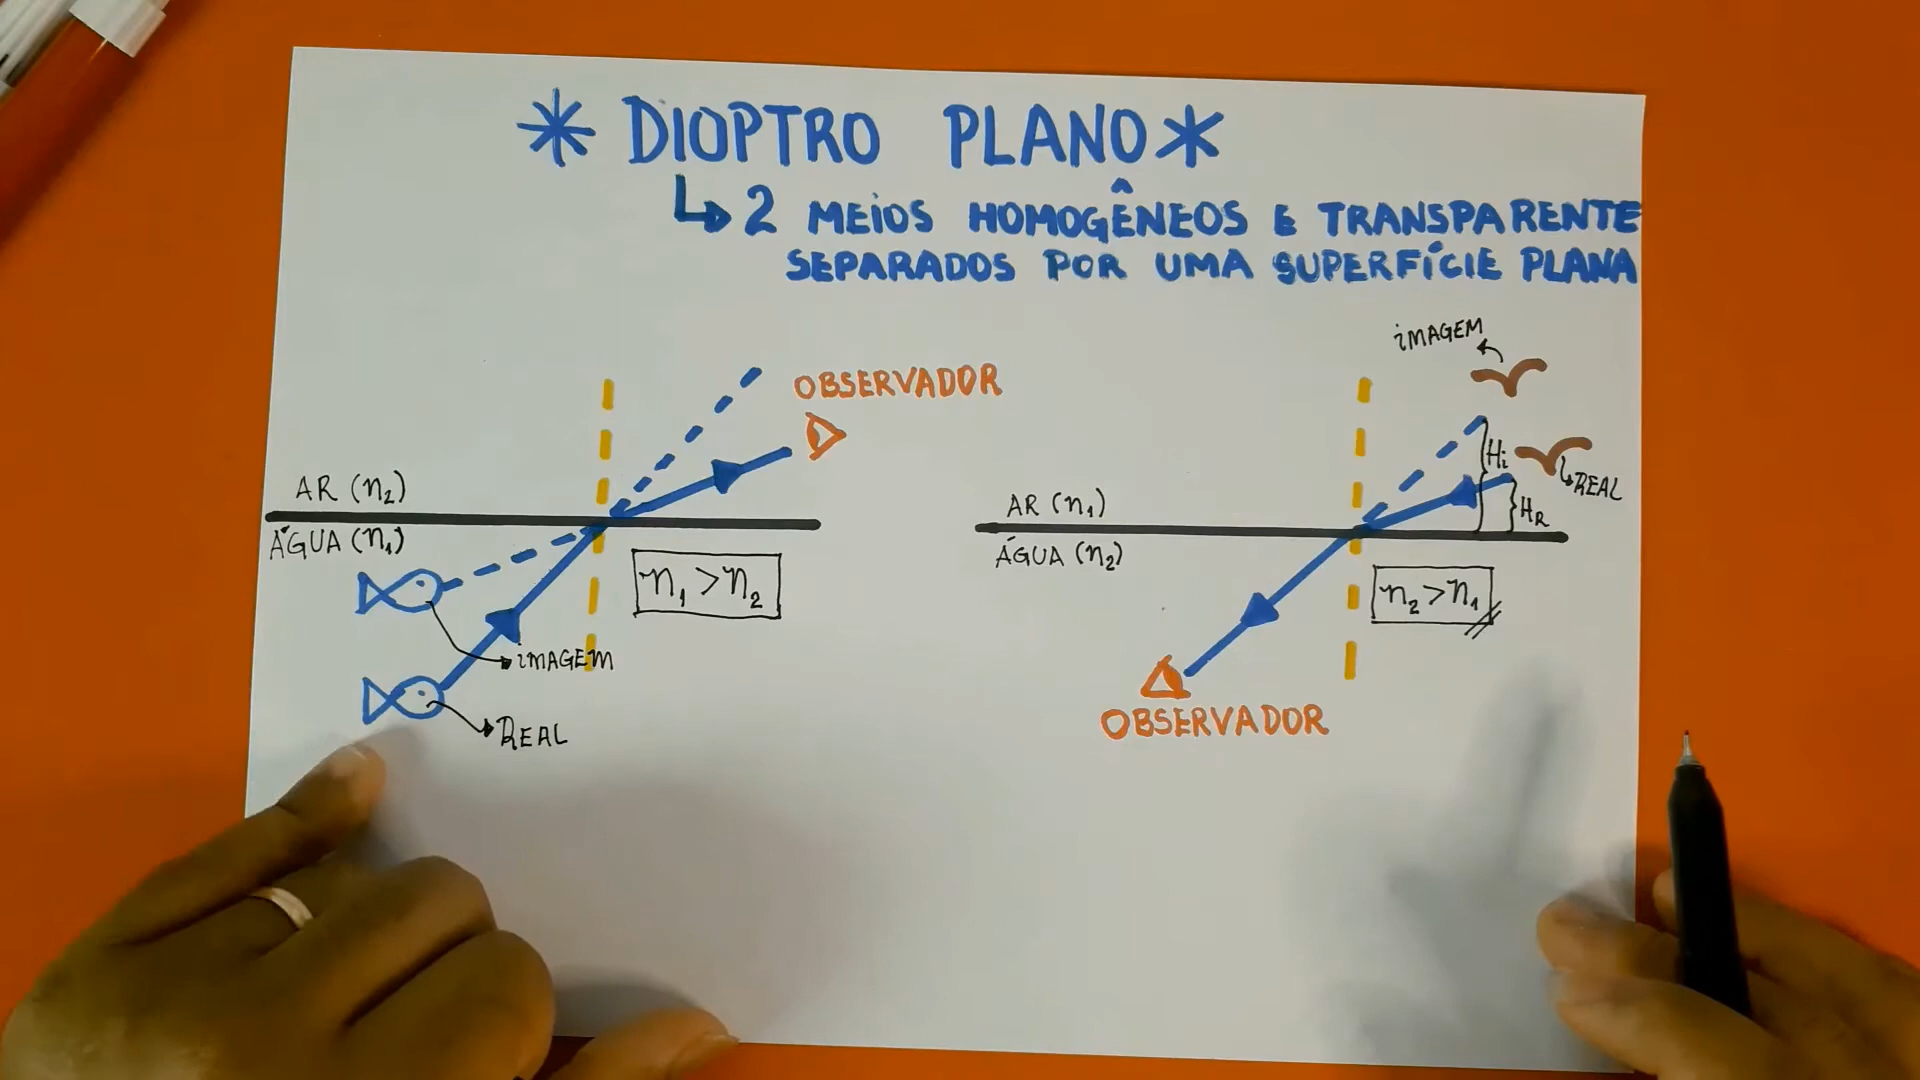 * DIOPTRO PLANO *
↳ 2 MEIOS HOMOGÊNEOS E TRANSPARENTE
SEPARADOS POR UMA SUPERFÍCIE PLANA
OBSERVADOR
AR (n2)
ÁGUA (n1)
n1 > n2
iMAGEM
REAL
iMAGEM
Hi
REAL
HR
AR (n1)
ÁGUA (n2)
n2 > n1
OBSERVADOR